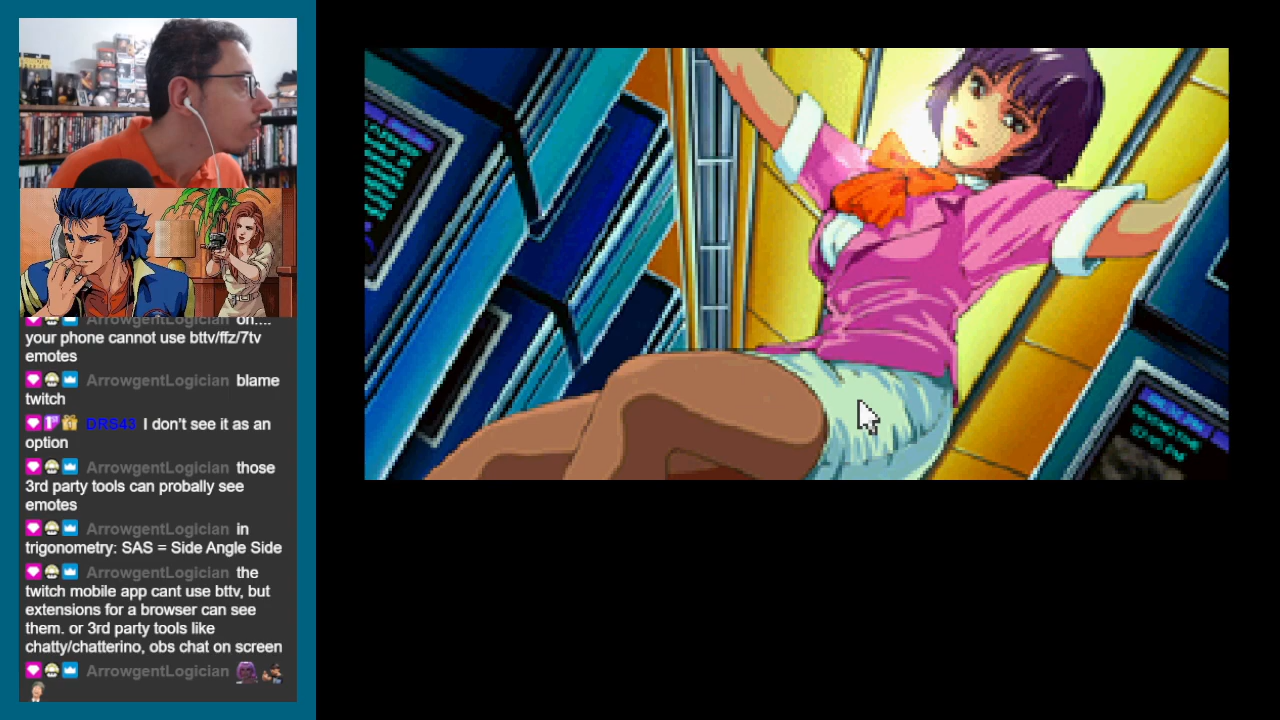 ArrowgentLogician oh....
your phone cannot use bttv/ffz/7tv
emotes
ArrowgentLogician blame
twitch
DRS43 I don't see it as an
option
ArrowgentLogician those
3rd party tools can probally see
emotes
ArrowgentLogician in
trigonometry: SAS = Side Angle Side
ArrowgentLogician the
twitch mobile app cant use bttv, but
extensions for a browser can see
them. or 3rd party tools like
chatty/chatterino, obs chat on screen
ArrowgentLogician